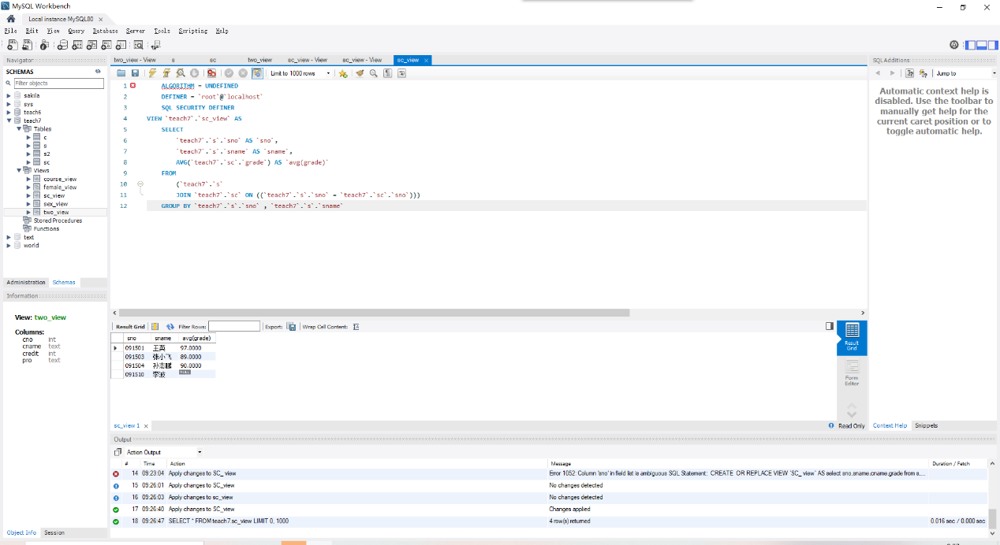 MySQL Workbench
Local instance MySQL80
File Edit View Query Database Server Tools Scripting Help
Navigator
SCHEMAS
Filter objects
sakila
sys
teach6
teach7
Tables
c
s
s2
sc
Views
course_view
female_view
sc_view
sex_view
two_view
Stored Procedures
Functions
text
world
Administration Schemas
Information
View: two_view
Columns:
cno int
cname text
credit int
pro text
Object Info Session
two_view - View s sc two_view sc_view - View sc_view - View sc_view
Limit to 1000 rows
1 ALGORITHM = UNDEFINED
2 DEFINER = `root`@`localhost`
3 SQL SECURITY DEFINER
4 VIEW `teach7`.`sc_view` AS
5 SELECT
6 `teach7`.`s`.`sno` AS `sno`,
7 `teach7`.`s`.`sname` AS `sname`,
8 AVG(`teach7`.`sc`.`grade`) AS `avg(grade)`
9 FROM
10 (`teach7`.`s`
11 JOIN `teach7`.`sc` ON ((`teach7`.`s`.`sno` = `teach7`.`sc`.`sno`)))
12 GROUP BY `teach7`.`s`.`sno` , `teach7`.`s`.`sname`
Result Grid Filter Rows: Export: Wrap Cell Content:
sno sname avg(grade)
091501 王英 97.0000
091503 张小飞 89.0000
091504 孙志鹏 90.0000
091510 李波 NULL
Result Grid
Form Editor
sc_view 1
Read Only
SQLAdditions
Jump to
Automatic context help is
disabled. Use the toolbar to
manually get help for the
current caret position or to
toggle automatic help.
Context Help Snippets
Output
Action Output
# Time Action Message Duration / Fetch
14 09:23:04 Apply changes to SC_ view Error 1052: Column 'sno' in field list is ambiguous SGL Statement: CREATE OR REPLACE VIEW `SC_ view` AS select sno,sname,cname,grade from s....
15 09:26:01 Apply changes to SC_view No changes detected
16 09:26:03 Apply changes to sc_view No changes detected
17 09:26:40 Apply changes to SC_view Changes applied
18 09:26:47 SELECT * FROM teach7.sc_view LIMIT 0, 1000 4 row(s) returned 0.016 sec / 0.000 sec